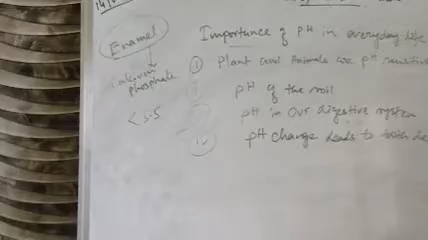 14/
Enamel
Calcium
phosphate
< 5.5
Importance of pH in everyday life
① Plant and Animals are pH sensitive
pH of the soil
pH in our digestive system
pH change leads to tooth